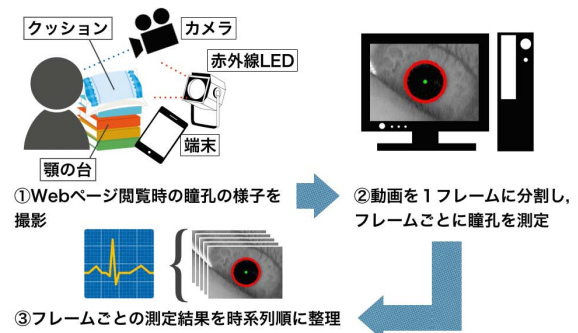 クッション
カメラ
赤外線LED
端末
顎の台
①Webページ閲覧時の瞳孔の様子を
撮影
②動画を１フレームに分割し,
フレームごとに瞳孔を測定
③フレームごとの測定結果を時系列順に整理